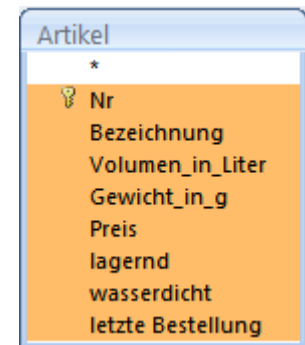 Artikel
*
Nr
Bezeichnung
Volumen_in_Liter
Gewicht_in_g
Preis
lagernd
wasserdicht
letzte Bestellung